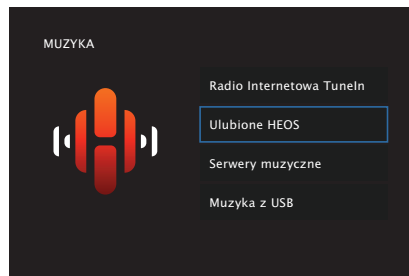 MUZYKA
Radio Internetowa TuneIn
Ulubione HEOS
Serwery muzyczne
Muzyka z USB